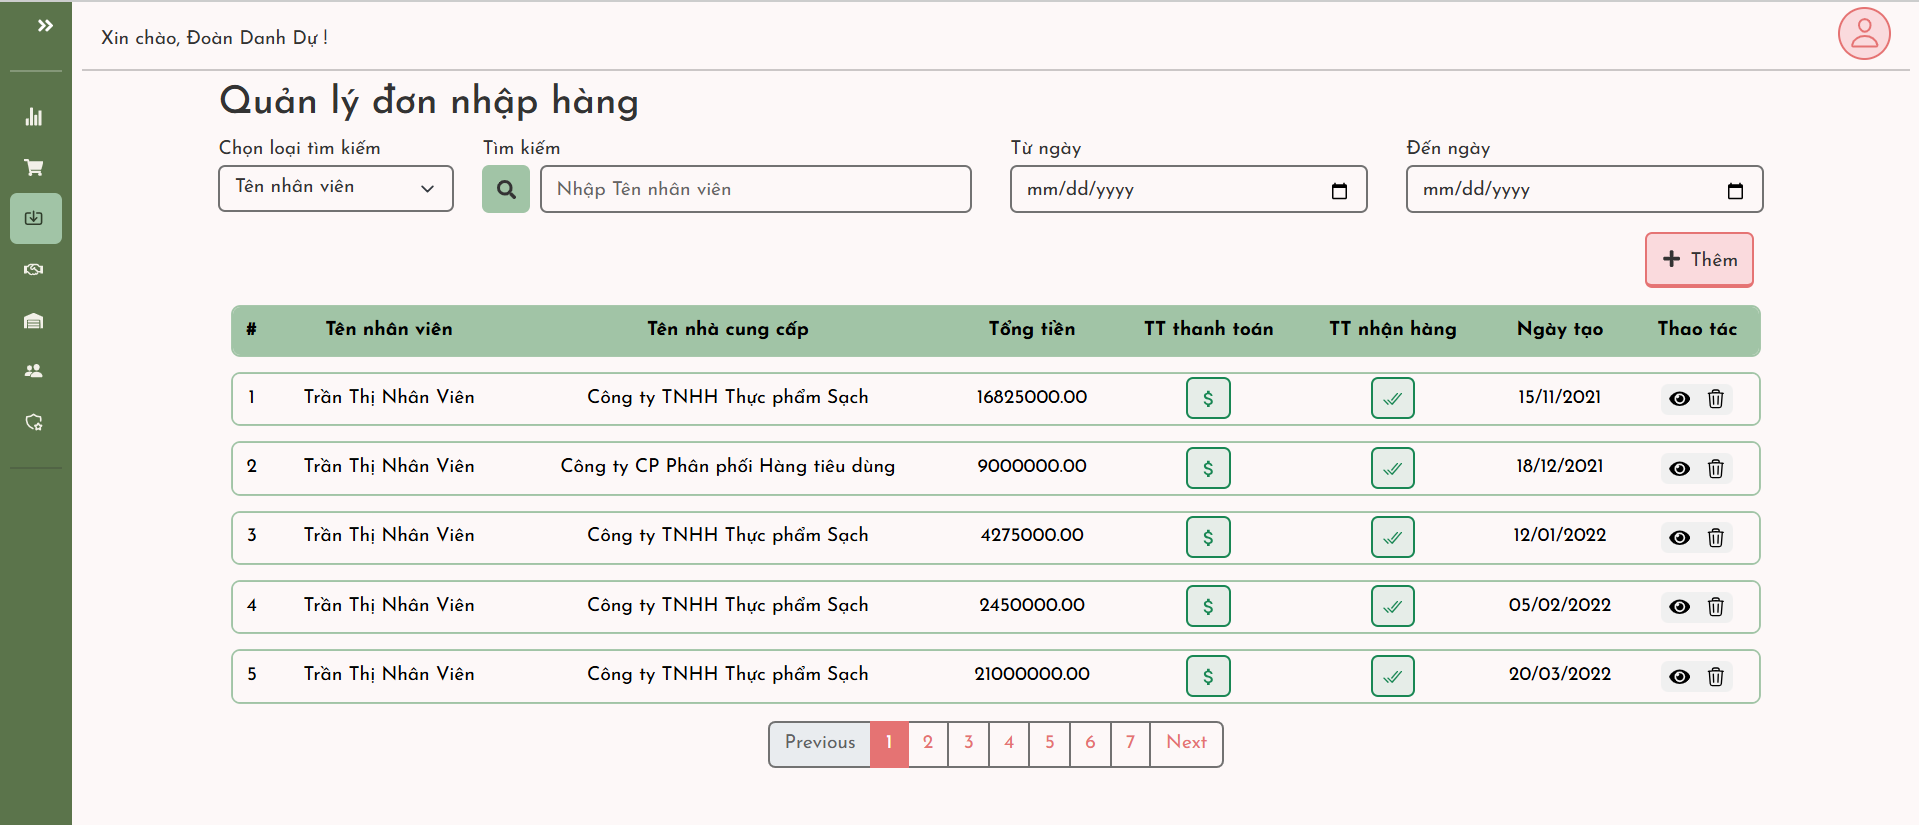 Xin chào, Đoàn Danh Dự !
Quản lý đơn nhập hàng
Chọn loại tìm kiếm Tìm kiếm Từ ngày Đến ngày
Tên nhân viên Nhập Tên nhân viên mm/dd/yyyy mm/dd/yyyy
+ Thêm
# Tên nhân viên Tên nhà cung cấp Tổng tiền TT thanh toán TT nhận hàng Ngày tạo Thao tác
1 Trần Thị Nhân Viên Công ty TNHH Thực phẩm Sạch 16825000.00 $ 15/11/2021
2 Trần Thị Nhân Viên Công ty CP Phân phối Hàng tiêu dùng 9000000.00 $ 18/12/2021
3 Trần Thị Nhân Viên Công ty TNHH Thực phẩm Sạch 4275000.00 $ 12/01/2022
4 Trần Thị Nhân Viên Công ty TNHH Thực phẩm Sạch 2450000.00 $ 05/02/2022
5 Trần Thị Nhân Viên Công ty TNHH Thực phẩm Sạch 21000000.00 $ 20/03/2022
Previous 1 2 3 4 5 6 7 Next